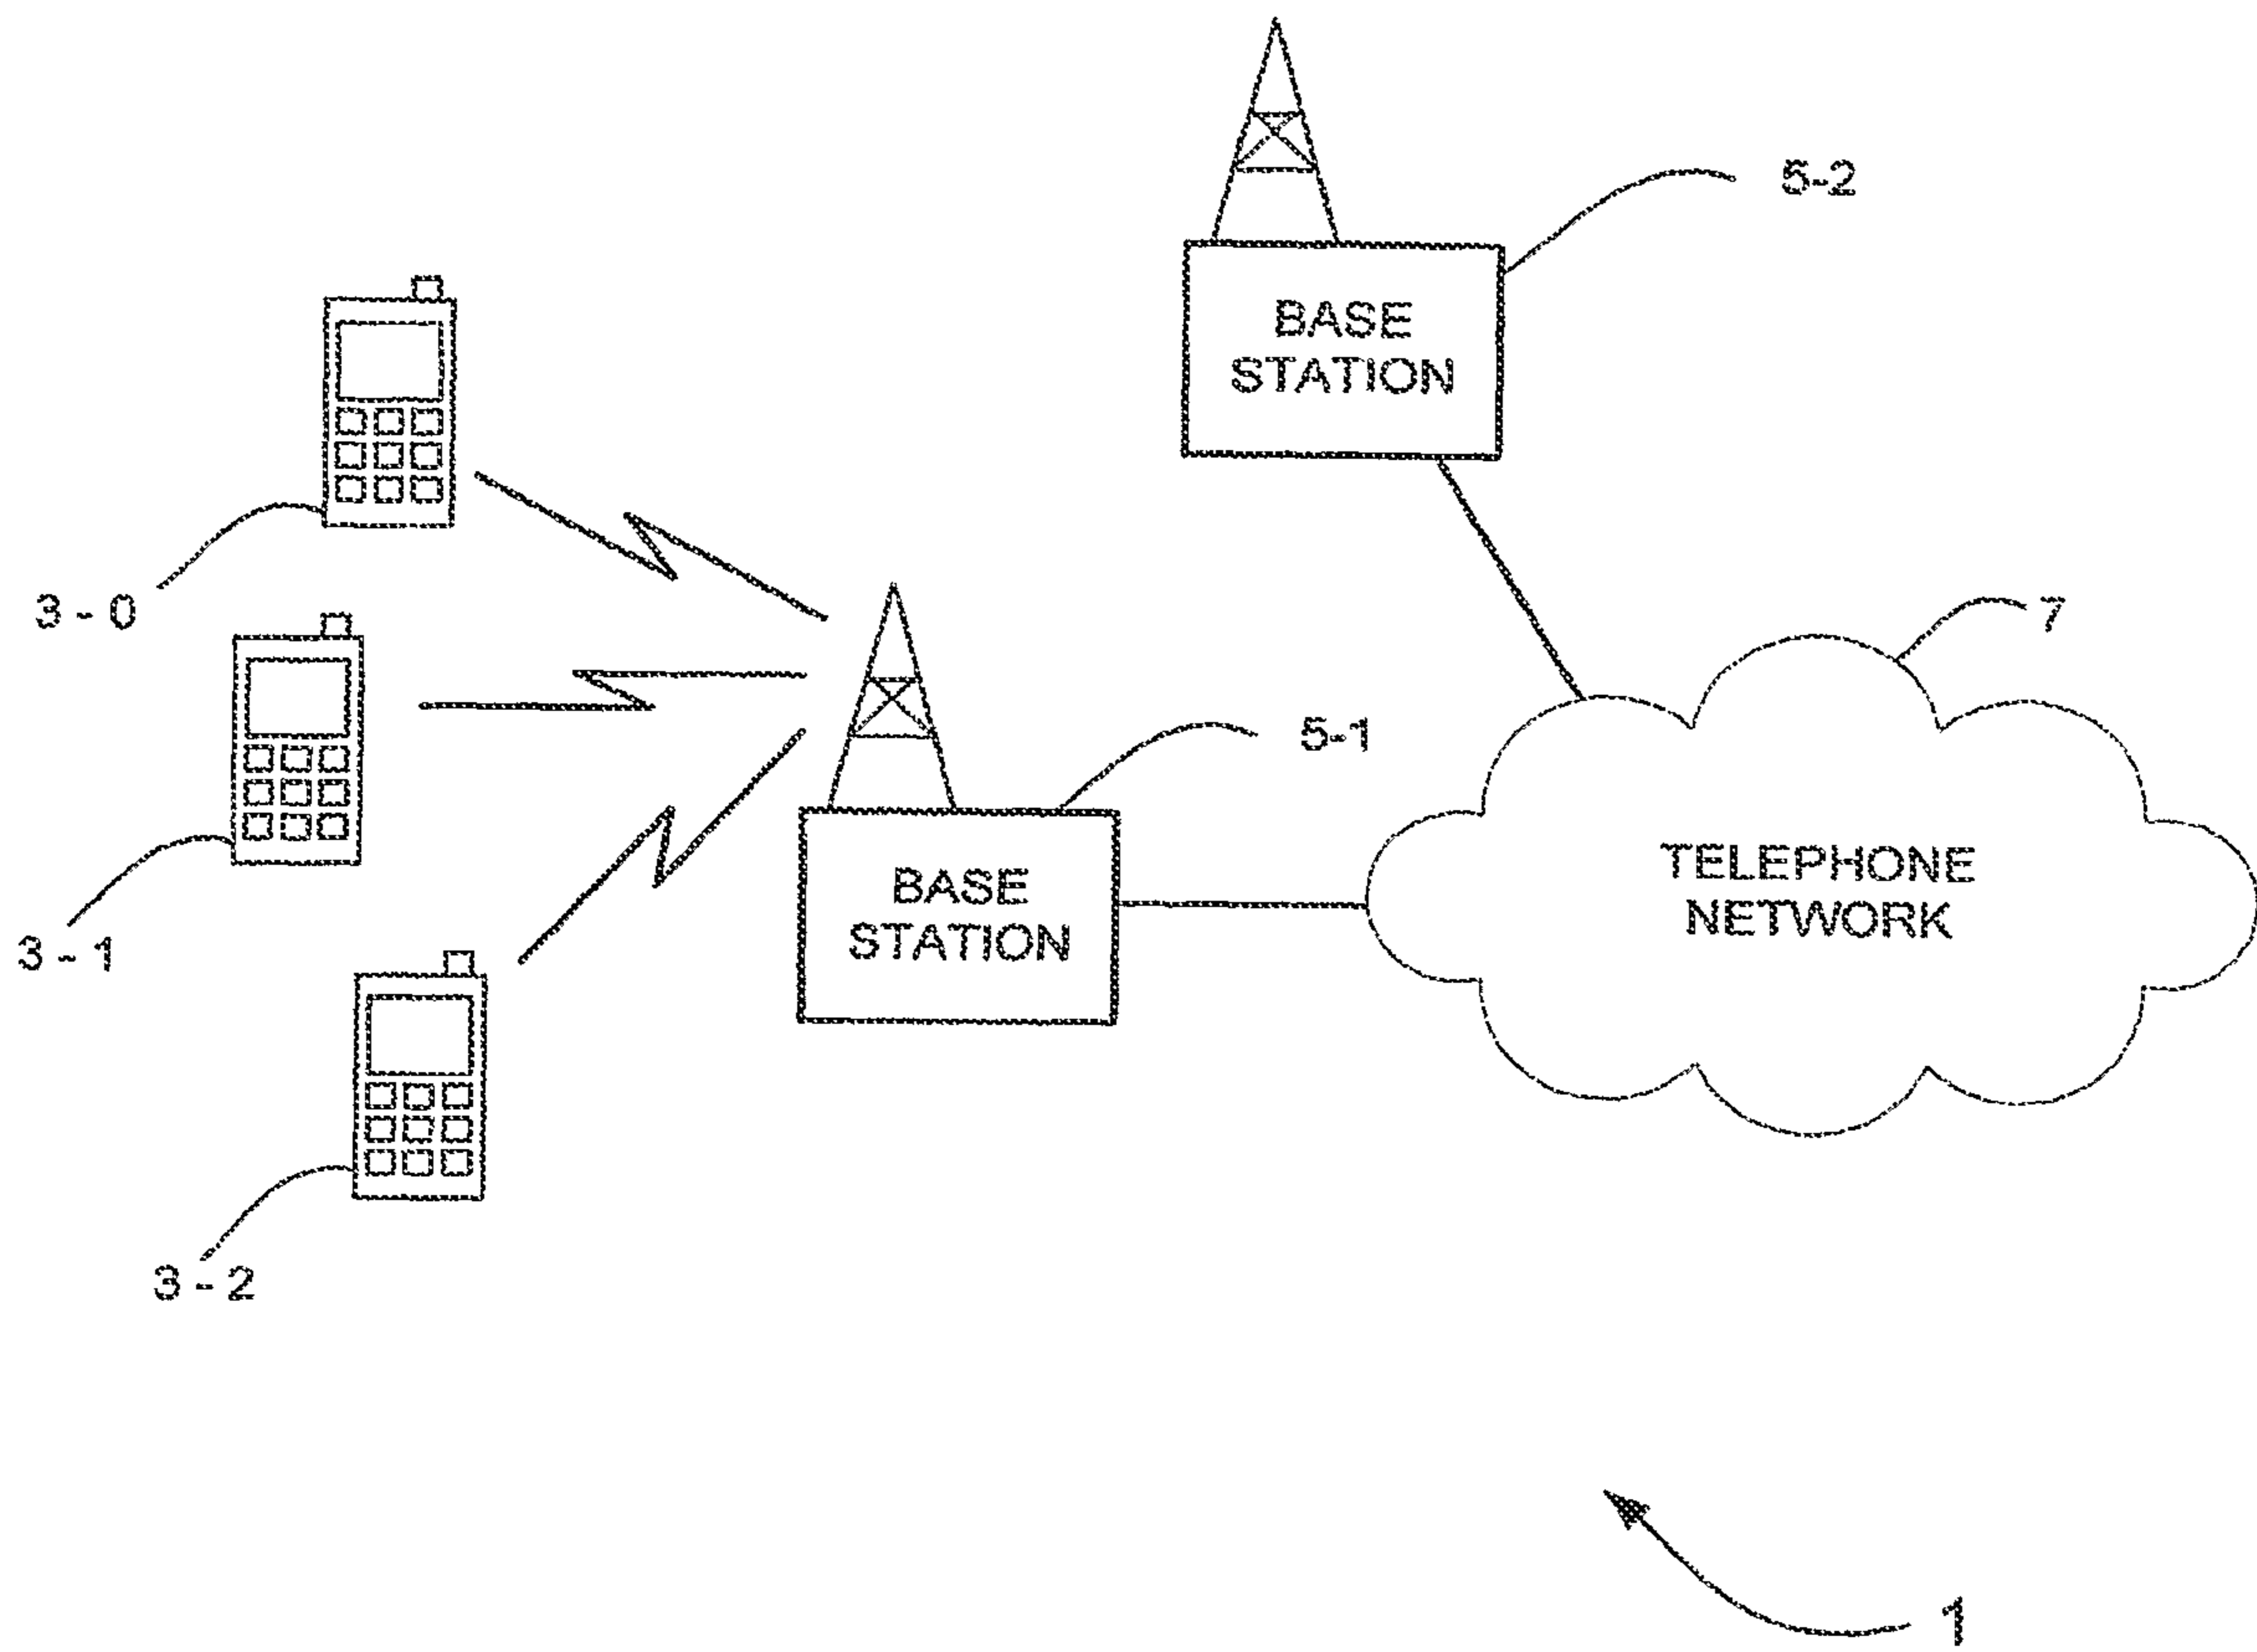 5-2
BASE
STATION
3 - 0
7
5-1
TELEPHONE
NETWORK
BASE
STATION
3 - 1
3 - 2
1